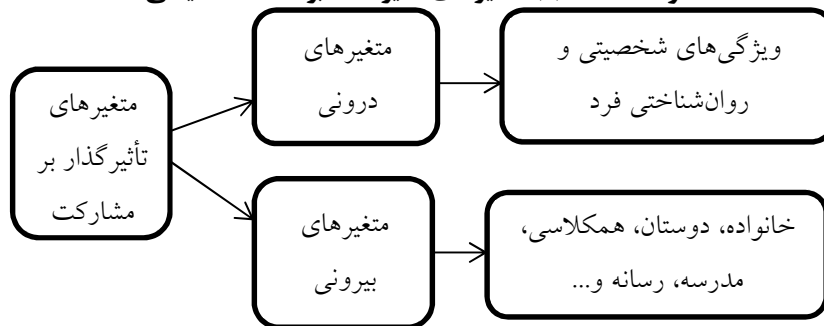 متغیرهای
تأثیرگذار بر
مشارکت
متغیرهای
درونی
ویژگی‌های شخصیتی و
روان‌شناختی فرد
متغیرهای
بیرونی
خانواده، دوستان، همکلاسی،
مدرسه، رسانه و...